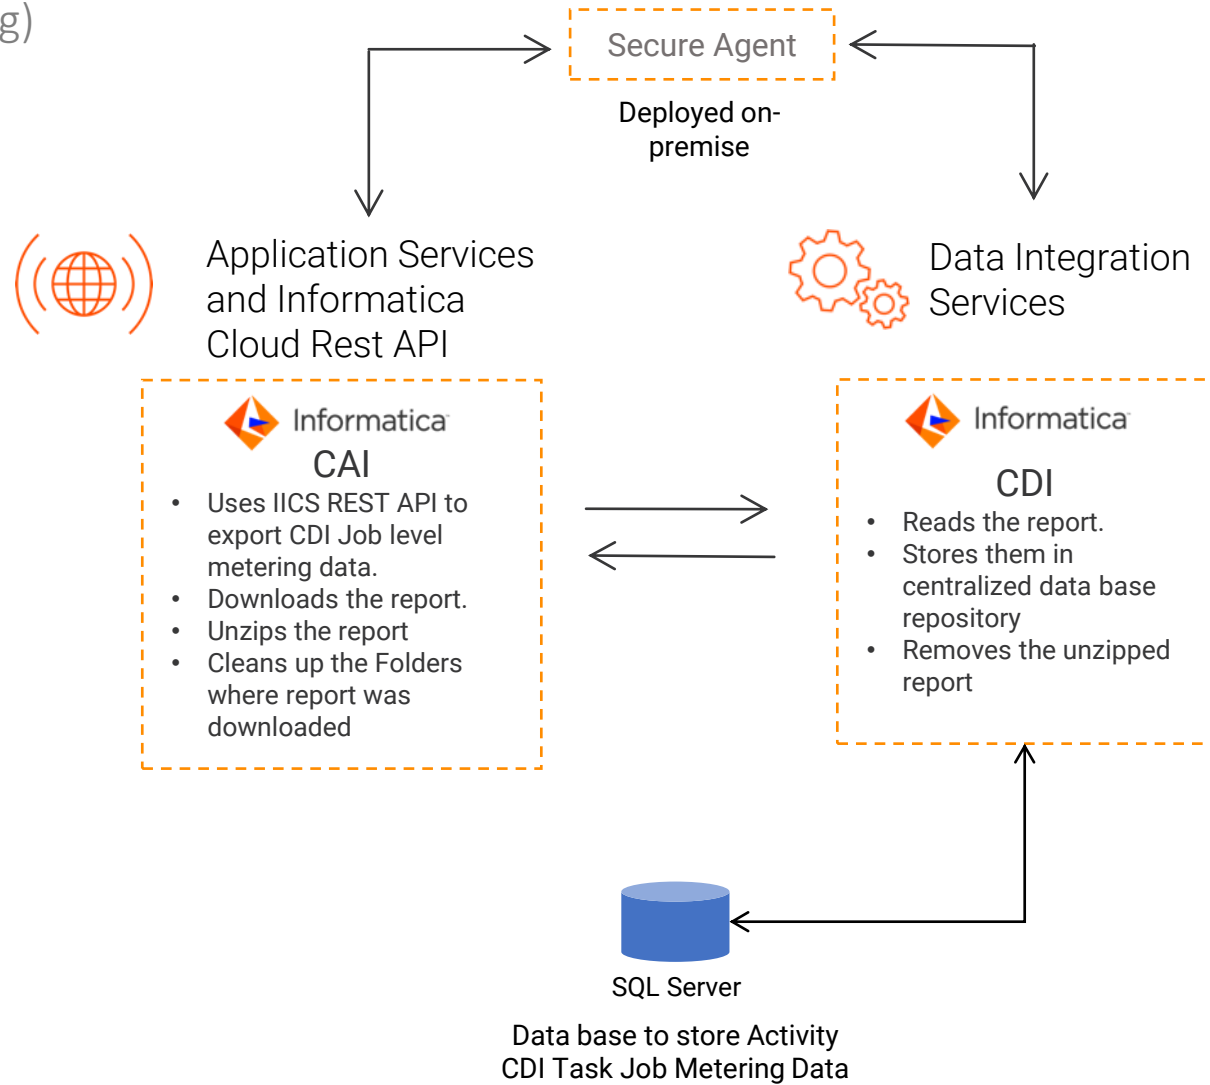 g)
Secure Agent
Deployed on-
premise
Application Services
and Informatica
Cloud Rest API
Data Integration
Services
Informatica
CAI
• Uses IICS REST API to
export CDI Job level
metering data.
• Downloads the report.
• Unzips the report
• Cleans up the Folders
where report was
downloaded
Informatica
CDI
• Reads the report.
• Stores them in
centralized data base
repository
• Removes the unzipped
report
SQL Server
Data base to store Activity
CDI Task Job Metering Data